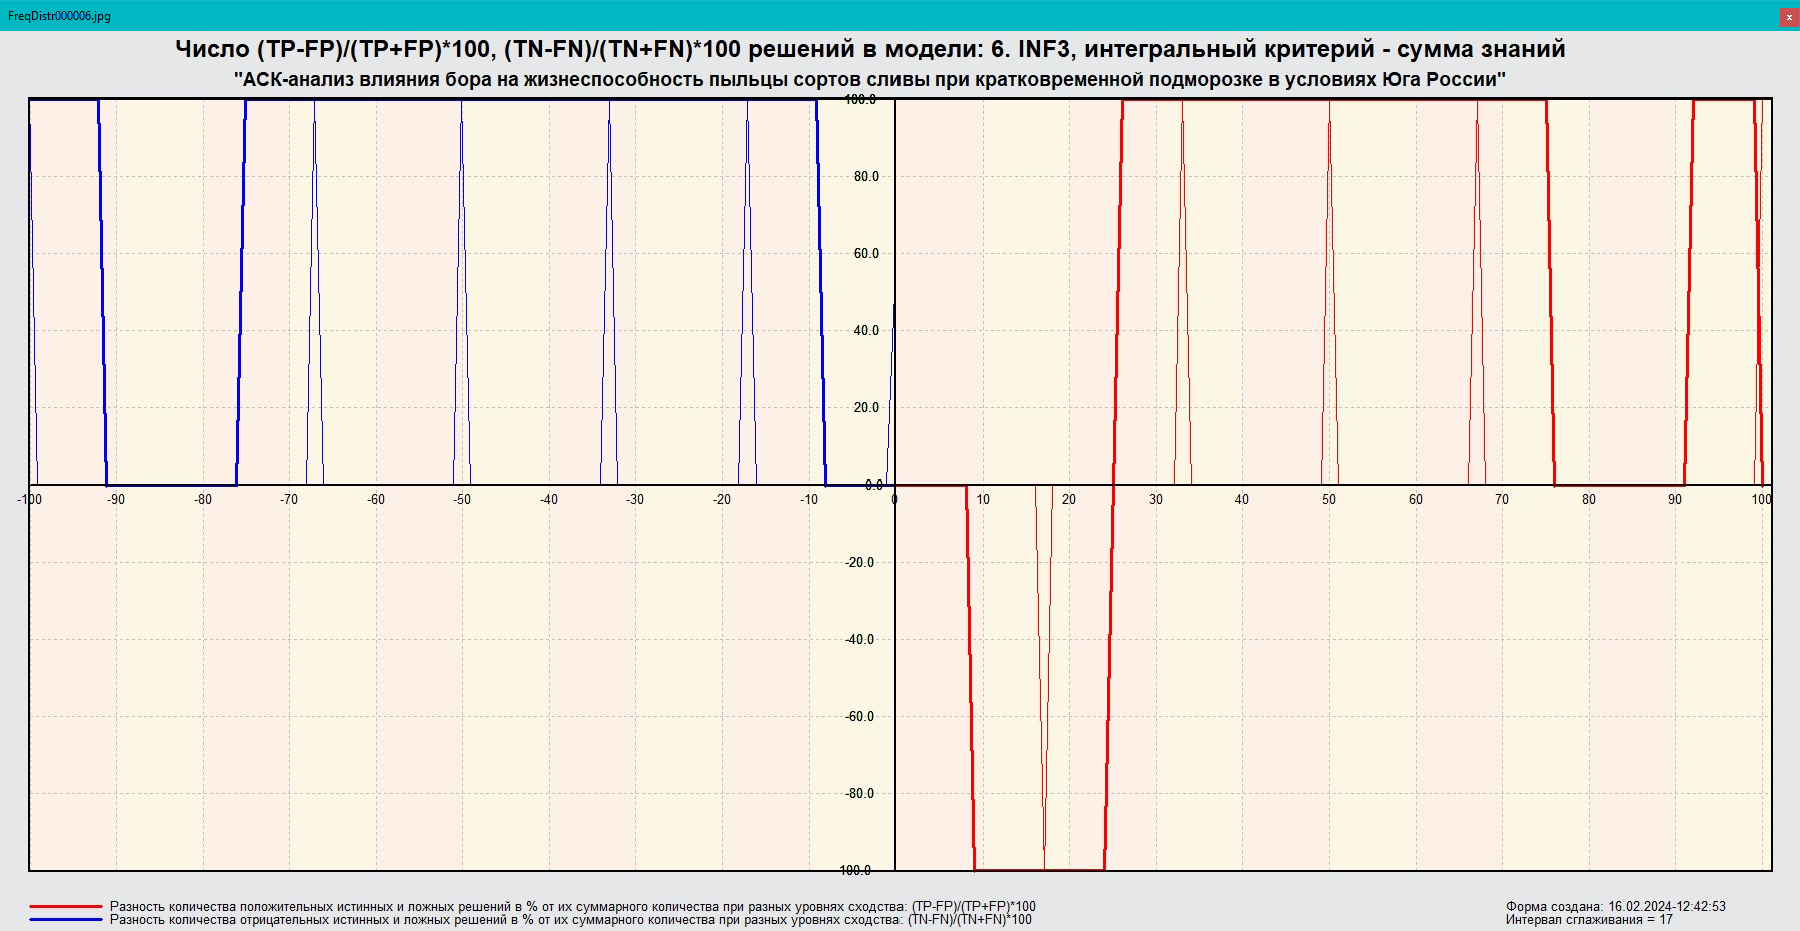 FreqDistr000006.jpg
x
Число (TP-FP)/(TP+FP)*100, (TN-FN)/(TN+FN)*100 решений в модели: 6. INF3, интегральный критерий - сумма знаний
"АСК-анализ влияния бора на жизнеспособность пыльцы сортов сливы при кратковременной подморозке в условиях Юга России"
100.0
80.0
60.0
40.0
20.0
0.0
-100 -90 -80 -70 -60 -50 -40 -30 -20 -10 0 10 20 30 40 50 60 70 80 90 100
-20.0
-40.0
-60.0
-80.0
-100.0
Разность количества положительных истинных и ложных решений в % от их суммарного количества при разных уровнях сходства: (TP-FP)/(TP+FP)*100
Разность количества отрицательных истинных и ложных решений в % от их суммарного количества при разных уровнях сходства: (TN-FN)/(TN+FN)*100
Форма создана: 16.02.2024-12:42:53
Интервал сглаживания = 17